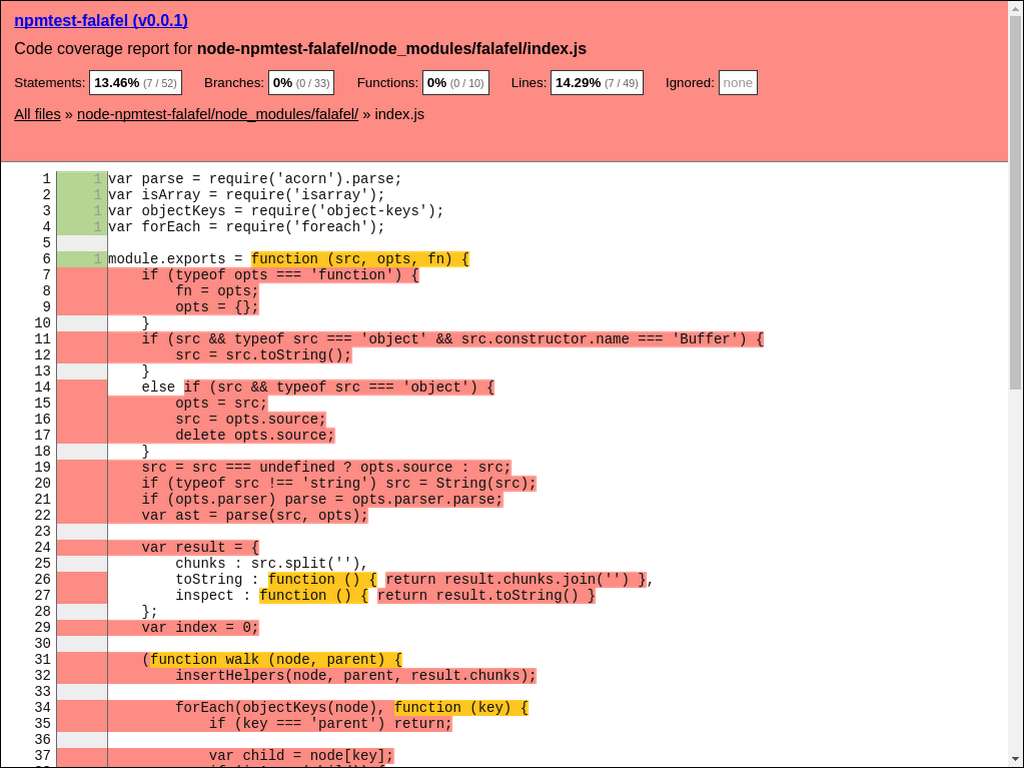 npmtest-falafel (v0.0.1)
Code coverage report for node-npmtest-falafel/node_modules/falafel/index.js
Statements: 13.46% (7 / 52) Branches: 0% (0 / 33) Functions: 0% (0 / 10) Lines: 14.29% (7 / 49) Ignored: none
All files » node-npmtest-falafel/node_modules/falafel/ » index.js
1 1 var parse = require('acorn').parse;
2 1 var isArray = require('isarray');
3 1 var objectKeys = require('object-keys');
4 1 var forEach = require('foreach');
5
6 1 module.exports = function (src, opts, fn) {
7     if (typeof opts === 'function') {
8         fn = opts;
9         opts = {};
10     }
11     if (src && typeof src === 'object' && src.constructor.name === 'Buffer') {
12         src = src.toString();
13     }
14     else if (src && typeof src === 'object') {
15         opts = src;
16         src = opts.source;
17         delete opts.source;
18     }
19     src = src === undefined ? opts.source : src;
20     if (typeof src !== 'string') src = String(src);
21     if (opts.parser) parse = opts.parser.parse;
22     var ast = parse(src, opts);
23
24     var result = {
25         chunks : src.split(''),
26         toString : function () { return result.chunks.join('') },
27         inspect : function () { return result.toString() }
28     };
29     var index = 0;
30
31     (function walk (node, parent) {
32         insertHelpers(node, parent, result.chunks);
33
34         forEach(objectKeys(node), function (key) {
35             if (key === 'parent') return;
36
37             var child = node[key];